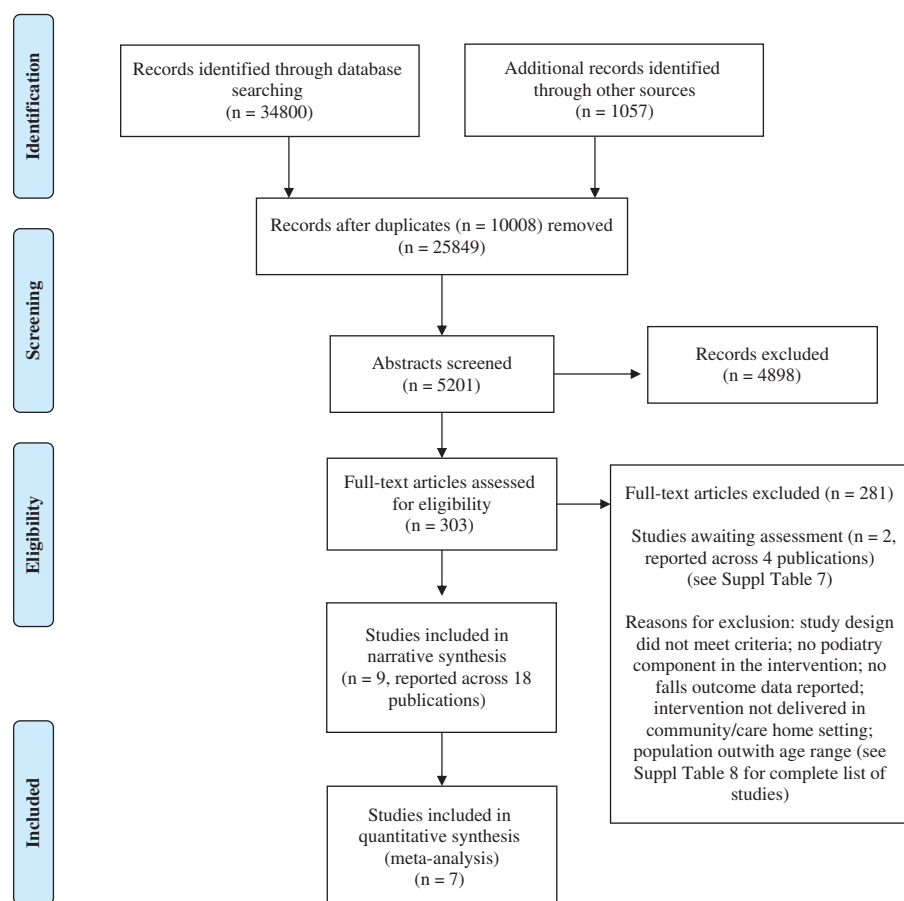 Identification
Records identified through database
searching
(n = 34800)
Additional records identified
through other sources
(n = 1057)
Records after duplicates (n = 10008) removed
(n = 25849)
Screening
Abstracts screened
(n = 5201)
Records excluded
(n = 4898)
Eligibility
Full-text articles assessed
for eligibility
(n = 303)
Full-text articles excluded (n = 281)
Studies awaiting assessment (n = 2,
reported across 4 publications)
(see Suppl Table 7)
Reasons for exclusion: study design
did not meet criteria; no podiatry
component in the intervention; no
falls outcome data reported;
intervention not delivered in
community/care home setting;
population outwith age range (see
Suppl Table 8 for complete list of
studies)
Studies included in
narrative synthesis
(n = 9, reported across 18
publications)
Included
Studies included in
quantitative synthesis
(meta-analysis)
(n = 7)